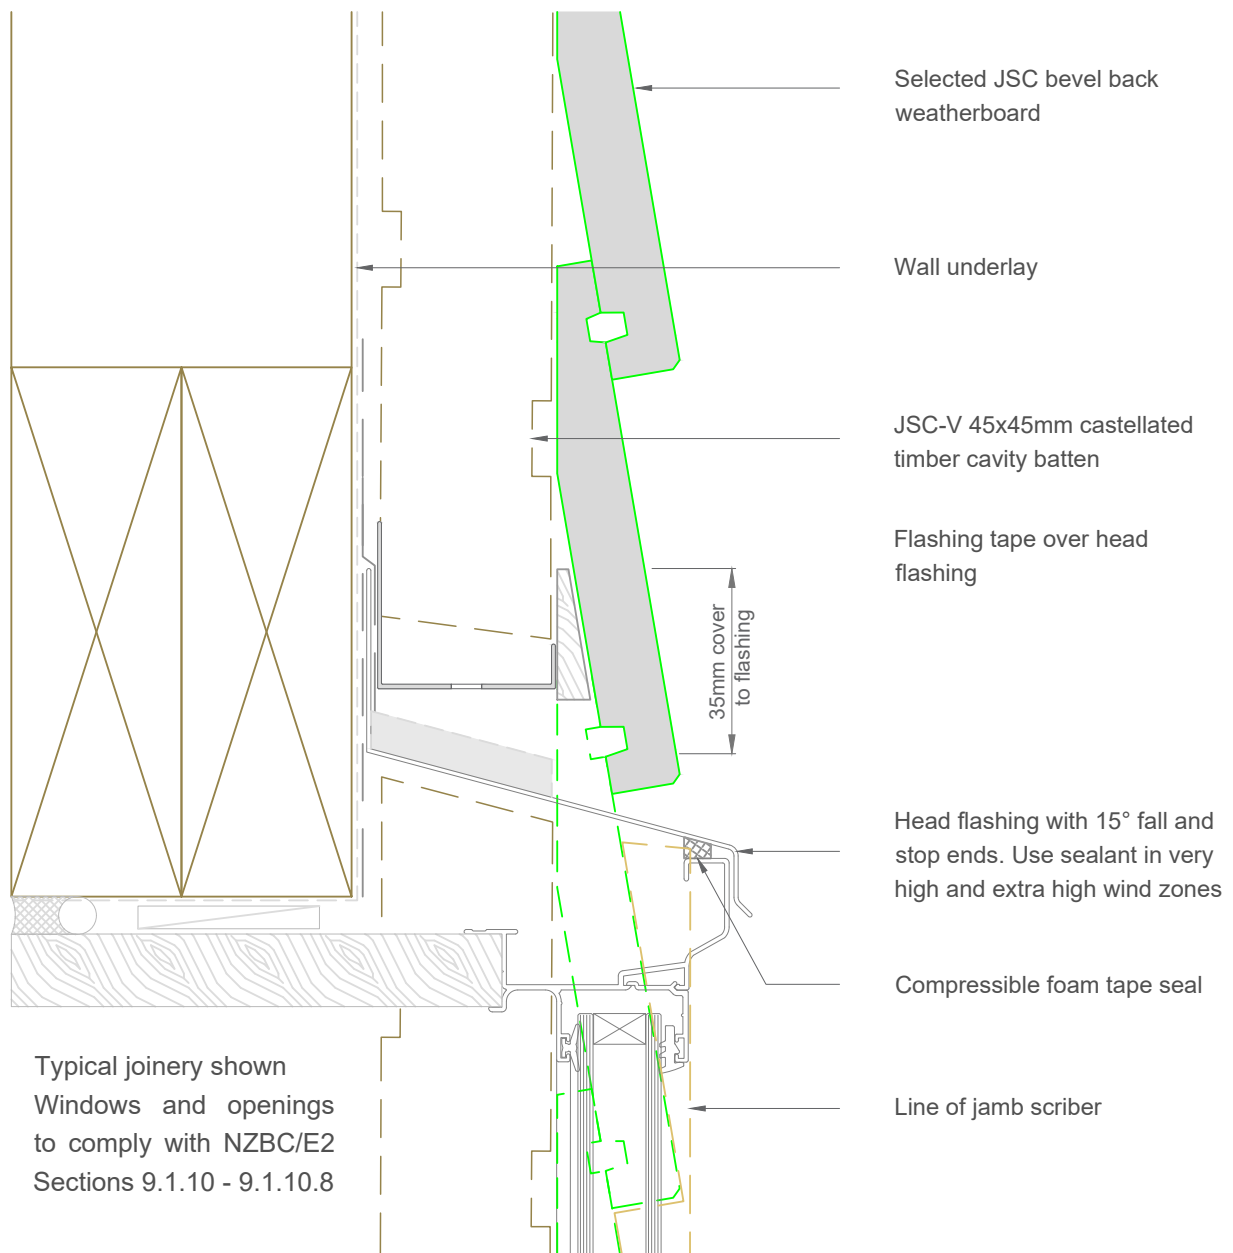 Selected JSC bevel back
weatherboard
Wall underlay
JSC-V 45x45mm castellated
timber cavity batten
Flashing tape over head
flashing
35mm cover
to flashing
Head flashing with 15° fall and
stop ends. Use sealant in very
high and extra high wind zones
Compressible foam tape seal
Line of jamb scriber
Typical joinery shown
Windows and openings
to comply with NZBC/E2
Sections 9.1.10 - 9.1.10.8